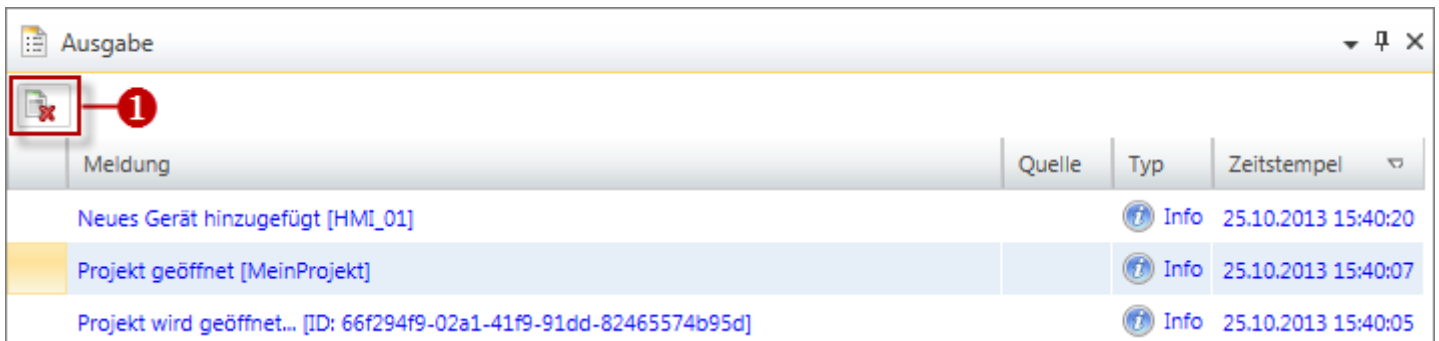 Ausgabe
1
Meldung Quelle Typ Zeitstempel
Neues Gerät hinzugefügt [HMI_01] Info 25.10.2013 15:40:20
Projekt geöffnet [MeinProjekt] Info 25.10.2013 15:40:07
Projekt wird geöffnet... [ID: 66f294f9-02a1-41f9-91dd-82465574b95d] Info 25.10.2013 15:40:05